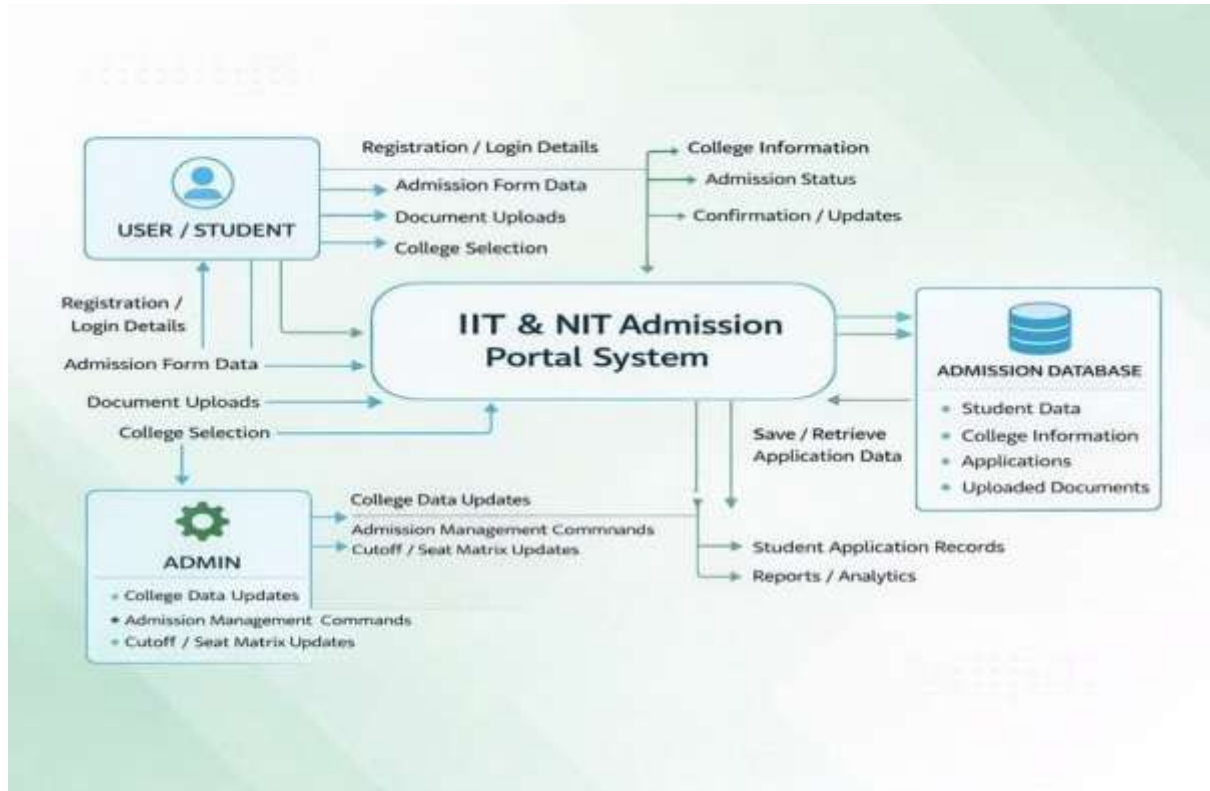 Registration / Login Details
College Information
Admission Form Data
Admission Status
Document Uploads
Confirmation / Updates
College Selection
USER / STUDENT
Registration /
Login Details
Admission Form Data
Document Uploads
College Selection
IIT & NIT Admission
Portal System
ADMISSION DATABASE
Student Data
College Information
Applications
Uploaded Documents
Save / Retrieve
Application Data
College Data Updates
Admission Management Commnands
Cutoff / Seat Matrix Updates
Student Application Records
Reports / Analytics
ADMIN
College Data Updates
Admission Management Commands
Cutoff / Seat Matrix Updates